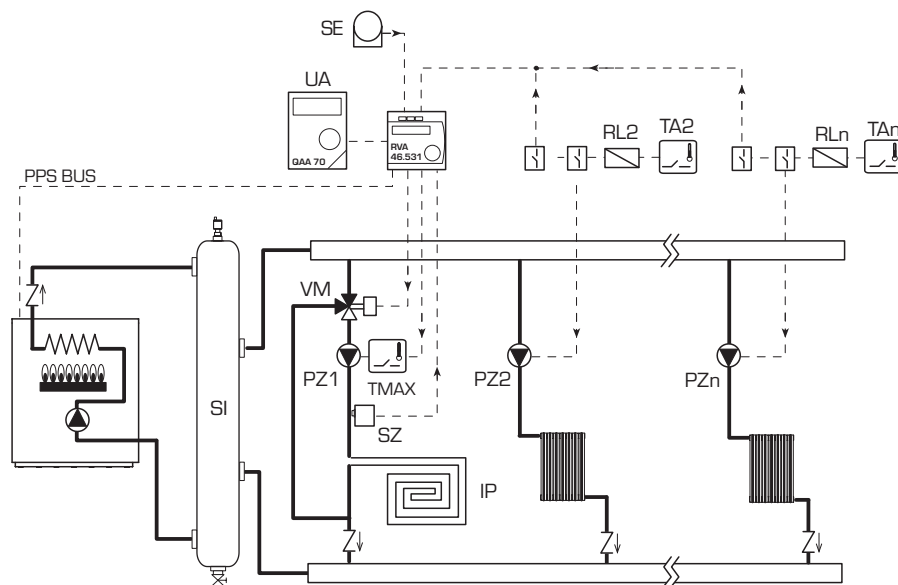 SE
UA
QAA 70
RVA
46.531
RL2
TA2
RLn
TAn
PPS BUS
VM
PZ1
TMAX
PZ2
PZn
SI
SZ
IP